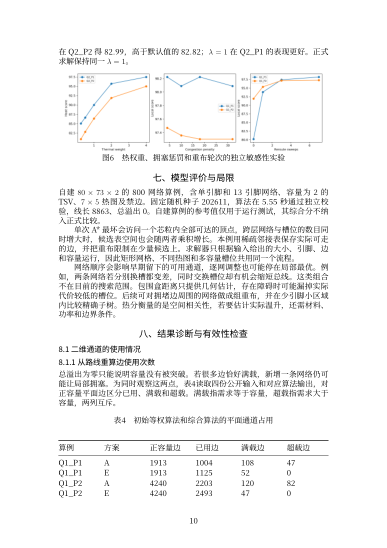 在 Q2_P2 得 82.99，高于默认值的 82.82；λ = 1 在 Q2_P1 的表现更好。正式
求解保持同一 λ = 1。
图6 热权重、拥塞惩罚和重布轮次的独立敏感性实验
七、模型评价与局限
自建 80 × 73 × 2 的 800 网络算例，含单引脚和 13 引脚网络、容量为 2 的
TSV、7 × 5 热图及禁边。固定随机种子 202611，算法在 5.55 秒通过独立校
验，线长 8863，总溢出 0。自建算例的参考值仅用于运行测试，其综合分不纳
入正式比较。
单次 A* 最坏会访问一个芯粒内全部可达的顶点，跨层网络与槽位的数目同
时增大时，候选表空间也会随两者乘积增长。本例用稀疏邻接表保存实际可走
的边，并把重布限制在少量候选上。求解器只根据输入给出的大小、引脚、边
和容量运行，因此矩形网格、不同热图和多容量槽位共用同一个流程。
网络顺序会影响早期留下的可用通道，逐网调整也可能停在局部最优。例
如，两条网络若分别换槽都变差，同时交换槽位却有机会缩短总线。这类组合
不在目前的搜索范围。包围盒距离只提供几何估计，存在障碍时可能漏掉实际
代价较低的槽位。后续可对拥堵边周围的网络做成组重布，并在少引脚小区域
内比较精确子树。热分衡量的是空间相关性，若要估计实际温升，还需材料、
功率和边界条件。
八、结果诊断与有效性检查
8.1 二维通道的使用情况
8.1.1 从路线重算边使用次数
总溢出为零只能说明容量没有被突破。若很多边恰好满载，新增一条网络仍可
能让局部拥塞。为同时观察这两点，表4读取四份公开输入和对应算法输出，对
正容量平面边区分已用、满载和超载。满载指需求等于容量，超载指需求大于
容量，两列互斥。
表4 初始等权算法和综合算法的平面通道占用
算例 方案 正容量边 已用边 满载边 超载边
Q1_P1 A 1913 1004 108 47
Q1_P1 E 1913 1125 52 0
Q1_P2 A 4240 2203 120 82
Q1_P2 E 4240 2493 47 0
10